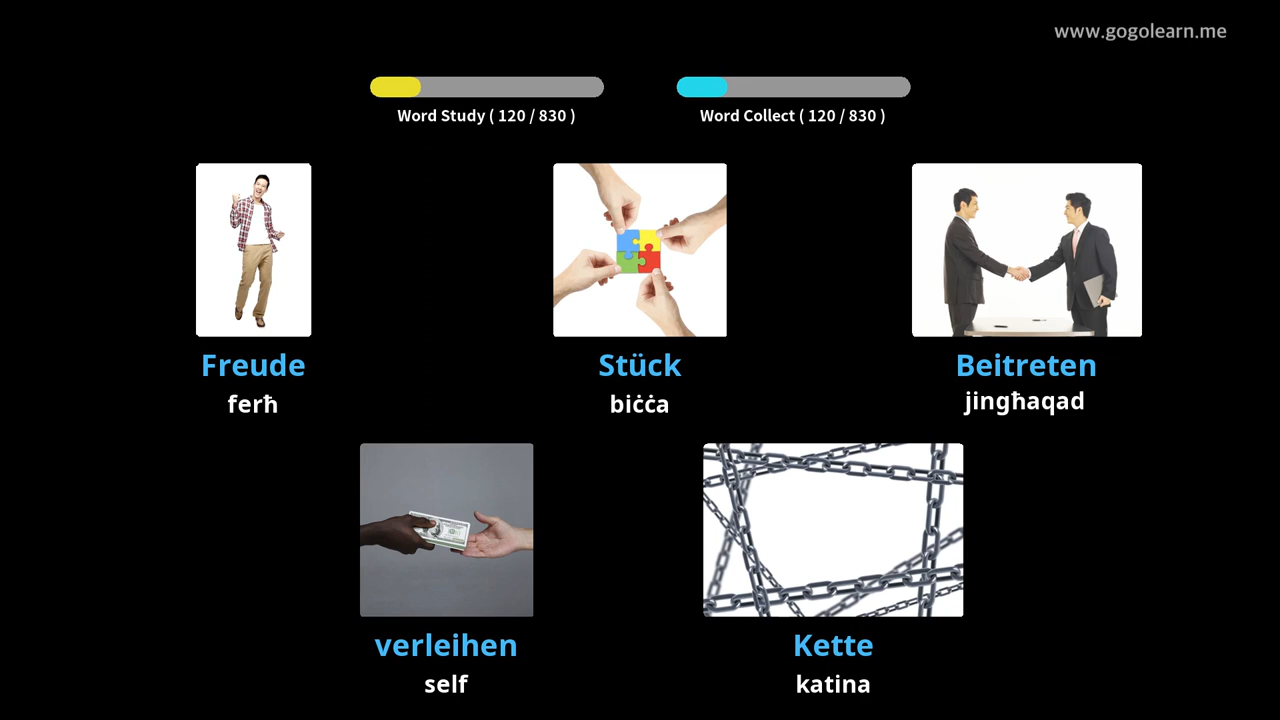 www.gogolearn.me
Word Study ( 120 / 830 )
Word Collect ( 120 / 830 )
Freude
ferħ
Stück
biċċa
Beitreten
jingħaqad
verleihen
self
Kette
katina